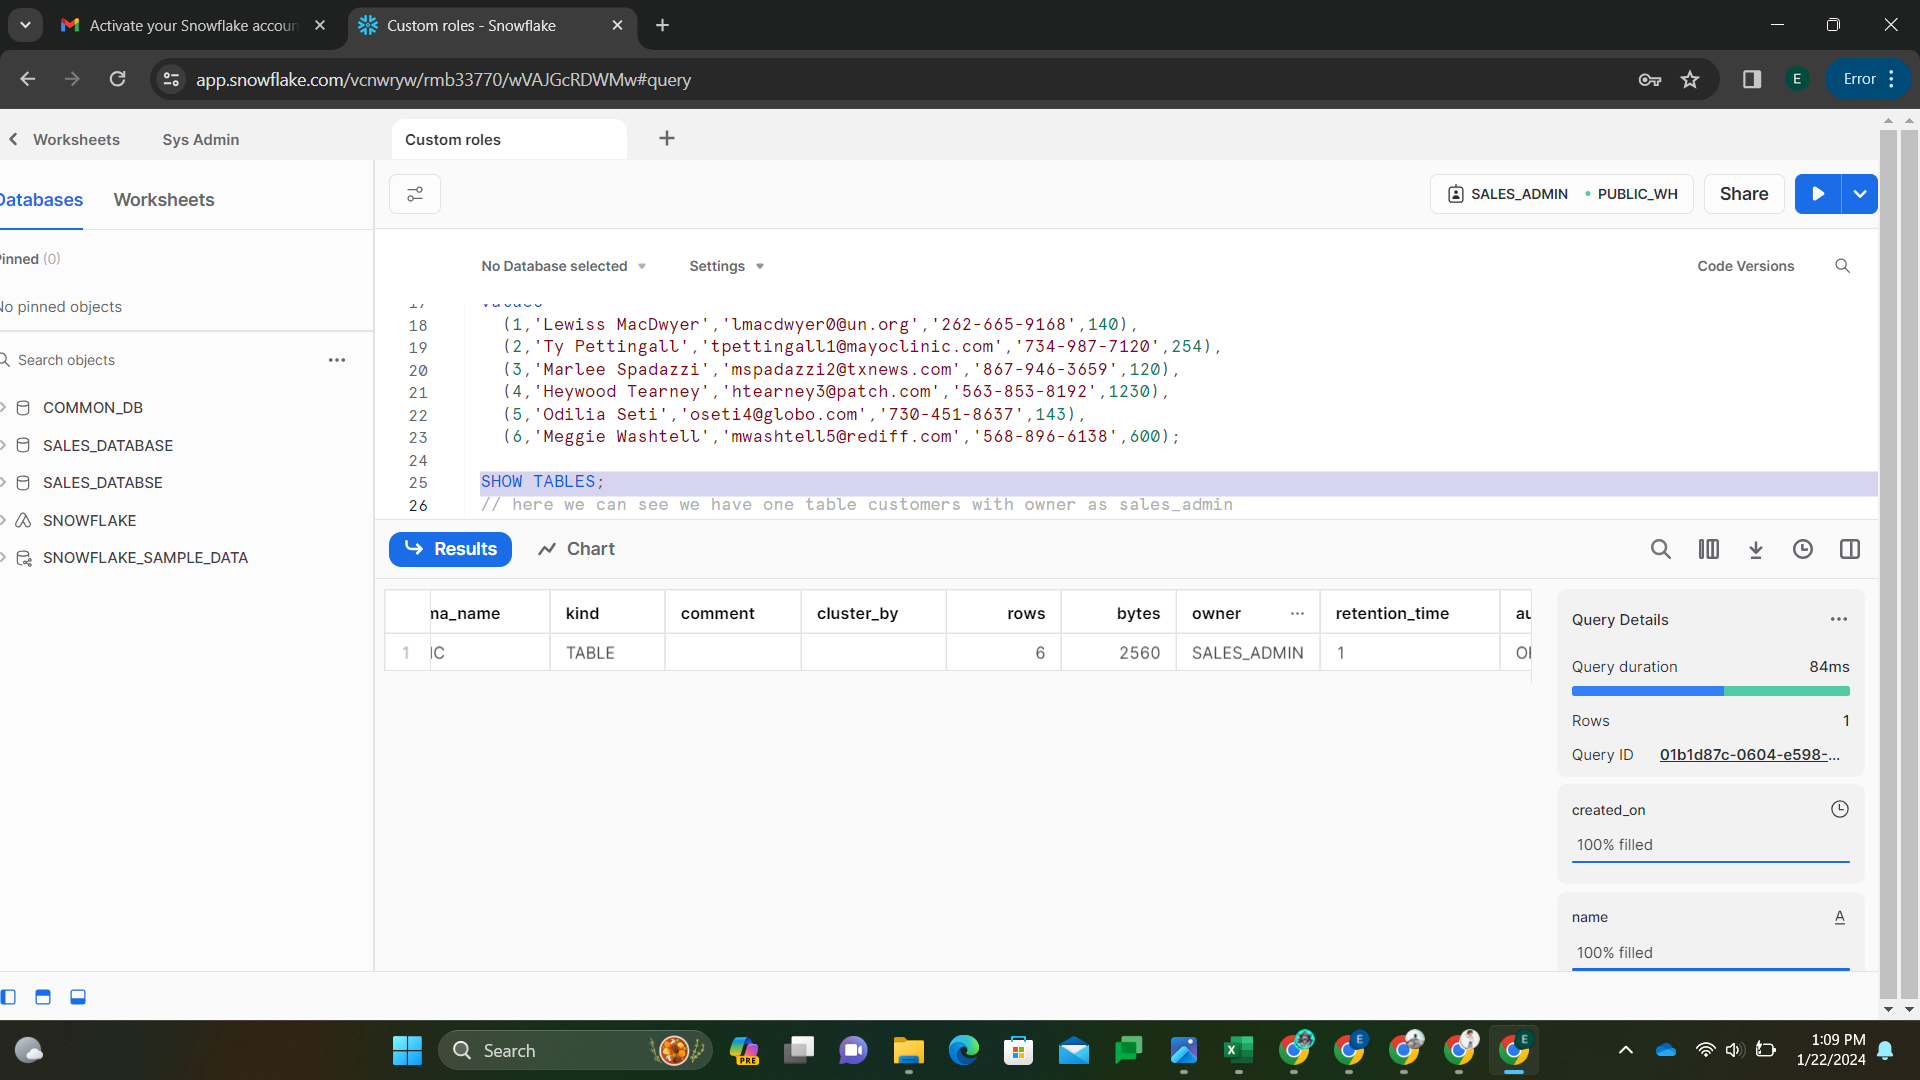 Activate your Snowflake accoun
Custom roles - Snowflake
app.snowflake.com/vcnwryw/rmb33770/wVAJGcRDWMw#query
E
Error
Worksheets
Sys Admin
Custom roles
Databases
Worksheets
SALES_ADMIN
PUBLIC_WH
Share
Pinned (0)
No pinned objects
No Database selected
Settings
Code Versions
Search objects
COMMON_DB
SALES_DATABASE
SALES_DATABSE
SNOWFLAKE
SNOWFLAKE_SAMPLE_DATA
17 values
18 (1,'Lewiss MacDwyer','lmacdwyer0@un.org','262-665-9168',140),
19 (2,'Ty Pettingall','tpettingall1@mayoclinic.com','734-987-7120',254),
20 (3,'Marlee Spadazzi','mspadazzi2@txnews.com','867-946-3659',120),
21 (4,'Heywood Tearney','htearney3@patch.com','563-853-8192',1230),
22 (5,'Odilia Seti','oseti4@globo.com','730-451-8637',143),
23 (6,'Meggie Washtell','mwashtell5@rediff.com','568-896-6138',600);
24
25 SHOW TABLES;
26 // here we can see we have one table customers with owner as sales_admin
Results
Chart
ma_name kind comment cluster_by rows bytes owner ... retention_time au
1 IC TABLE 6 2560 SALES_ADMIN 1 O
Query Details
Query duration 84ms
Rows 1
Query ID 01b1d87c-0604-e598-...
created_on
100% filled
name
A
100% filled
Search
PRE
E
E
1:09 PM
1/22/2024